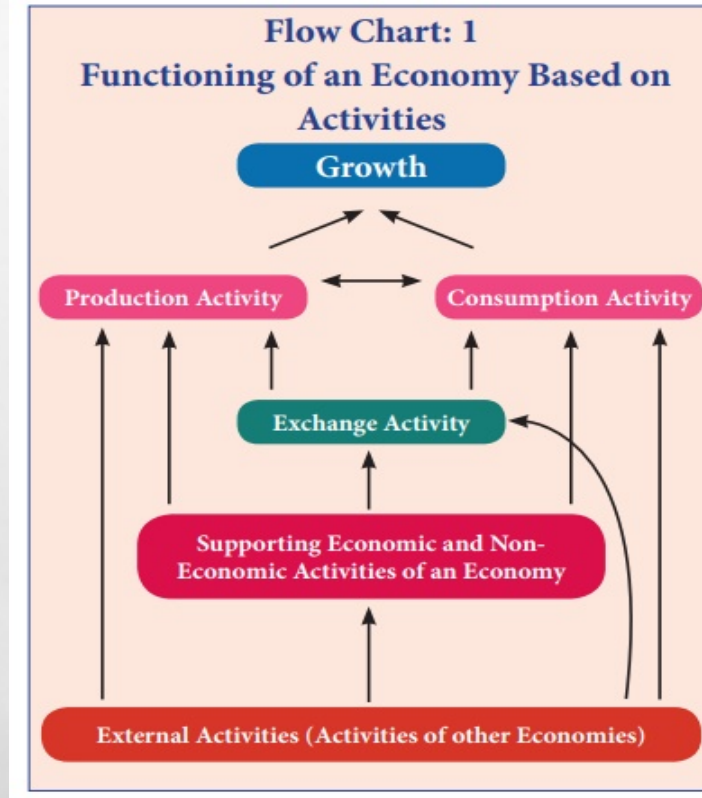 Flow Chart: 1
Functioning of an Economy Based on
Activities
Growth
Production Activity
Consumption Activity
Exchange Activity
Supporting Economic and Non-
Economic Activities of an Economy
External Activities (Activities of other Economies)